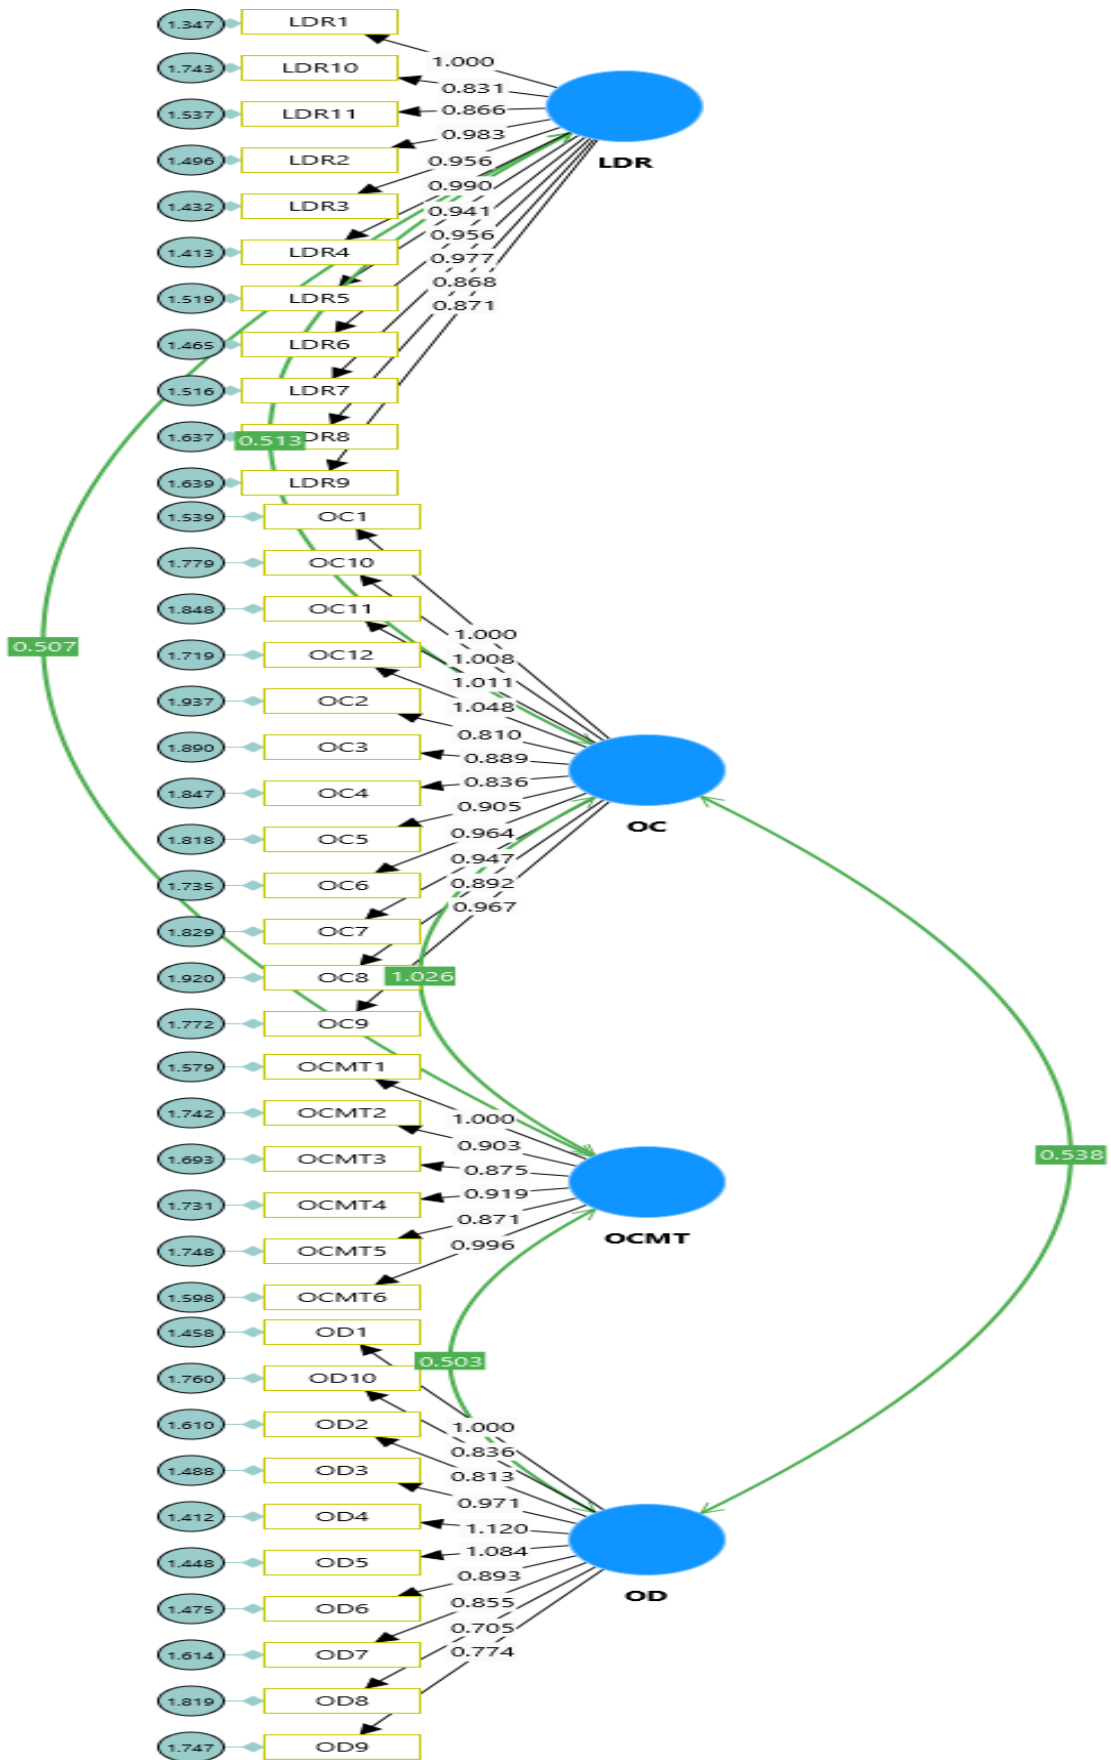 1.347 LDR1
1.000
1.743 LDR10
0.831
1.537 LDR11
0.866
LDR
1.496 LDR2
0.983
1.432 LDR3
0.956
1.413 LDR4
0.990
1.519 LDR5
0.941
1.465 LDR6
0.956
1.516 LDR7
0.977
1.637 DR8
0.868
1.639 LDR9
0.871
0.513
0.507
1.539 OC1
1.000
1.779 OC10
1.008
1.848 OC11
1.011
1.719 OC12
1.048
1.937 OC2
0.810
1.890 OC3
0.889
1.847 OC4
0.836
OC
1.818 OC5
0.905
1.735 OC6
0.964
1.829 OC7
0.947
1.920 OC8
0.892
1.772 OC9
0.967
1.026
0.538
1.579 OCMT1
1.000
1.742 OCMT2
0.903
1.693 OCMT3
0.875
1.731 OCMT4
0.919
OCMT
1.748 OCMT5
0.871
1.598 OCMT6
0.996
0.503
1.458 OD1
1.000
1.760 OD10
0.836
1.610 OD2
0.813
1.488 OD3
0.971
1.412 OD4
1.120
1.448 OD5
1.084
OD
1.475 OD6
0.893
1.614 OD7
0.855
1.819 OD8
0.705
1.747 OD9
0.774